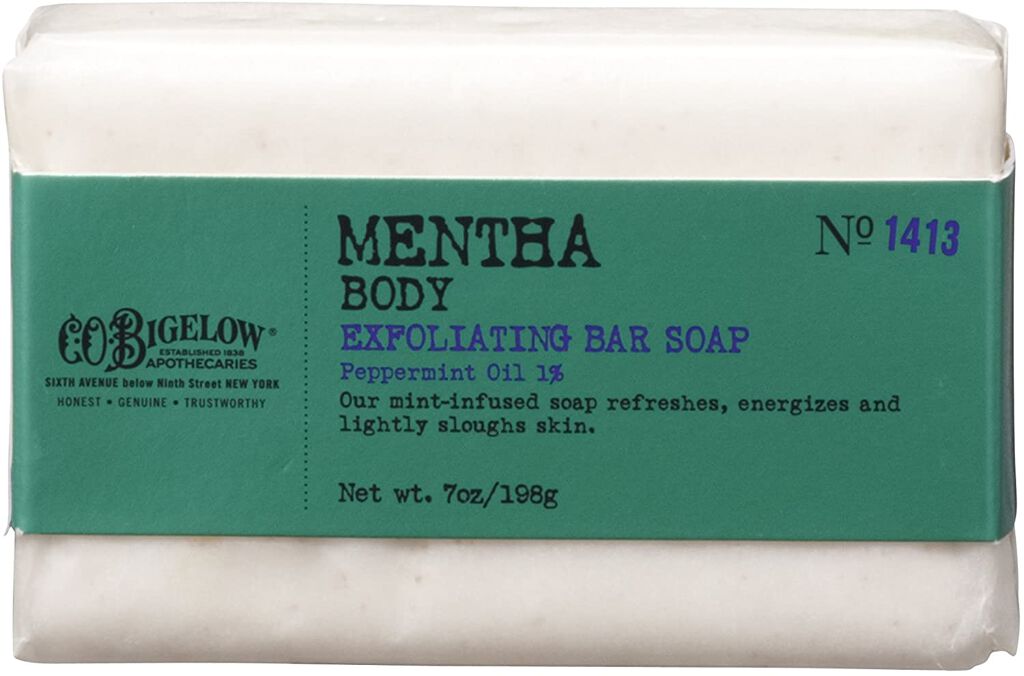 C.O. BIGELOW®
ESTABLISHED 1838
APOTHECARIES
SIXTH AVENUE below Ninth Street NEW YORK
HONEST • GENUINE • TRUSTWORTHY
MENTHA
BODY
EXFOLIATING BAR SOAP
Peppermint Oil 1%
Our mint-infused soap refreshes, energizes and
lightly sloughs skin.
Net wt. 7oz/198g
Nº 1413